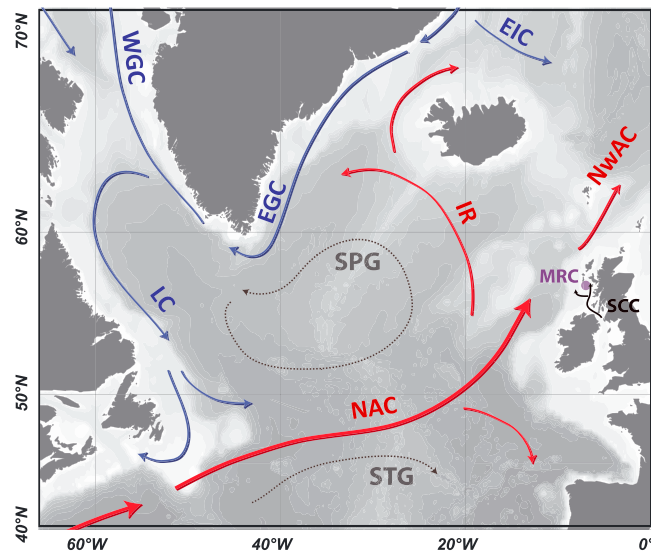 70°N
WGC
EIC
NwAC
60°N
EGC
IR
SPG
MRC
LC
SCC
50°N
NAC
STG
40°N
60°W
40°W
20°W
0°